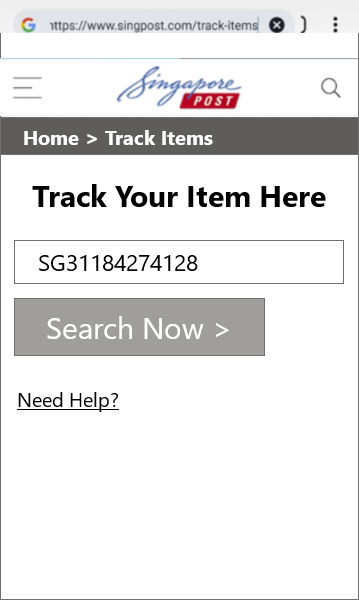 https://www.singpost.com/track-items
Singapore
POST
Home > Track Items
Track Your Item Here
SG31184274128
Search Now >
Need Help?